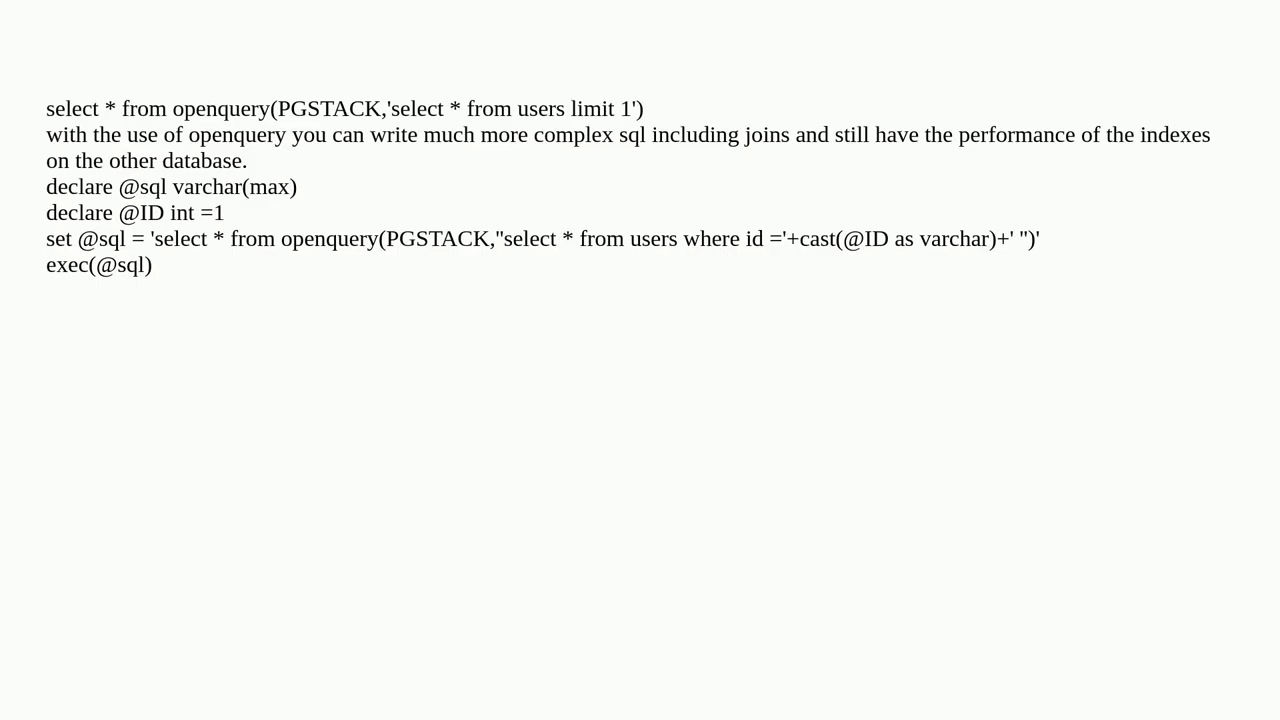 select * from openquery(PGSTACK,'select * from users limit 1')
with the use of openquery you can write much more complex sql including joins and still have the performance of the indexes
on the other database.
declare @sql varchar(max)
declare @ID int =1
set @sql = 'select * from openquery(PGSTACK,''select * from users where id ='+cast(@ID as varchar)+' '')'
exec(@sql)